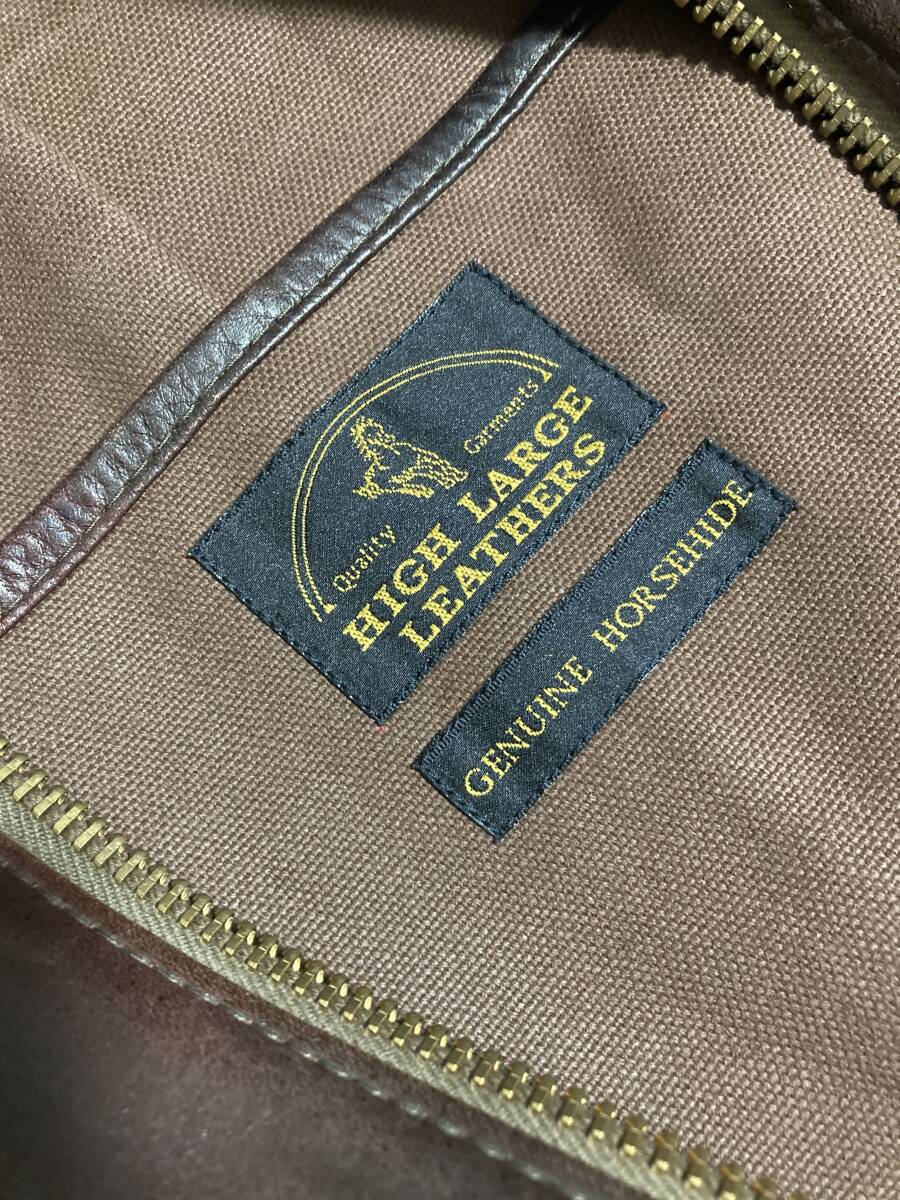 Quality Garments
HIGH LARGE
LEATHERS
GENUINE HORSEHIDE